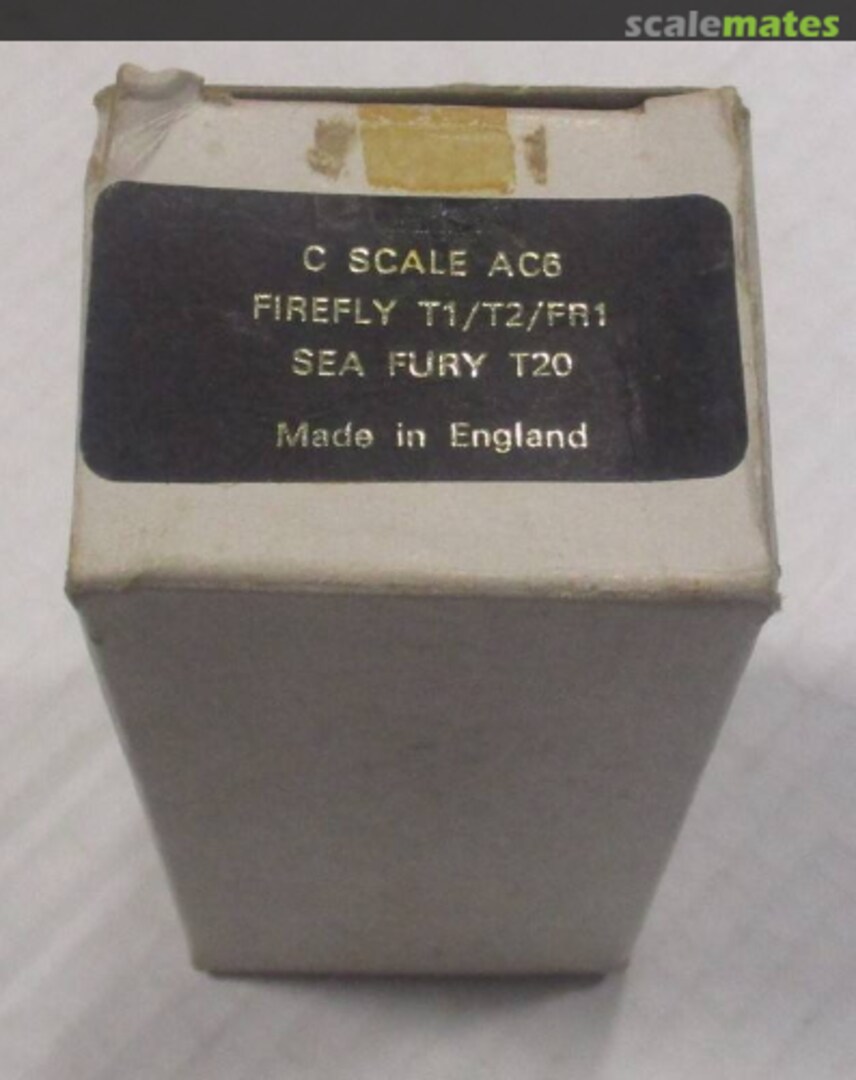 scalemates
C SCALE AC6
FIREFLY T1/T2/FR1
SEA FURY T20
Made in England